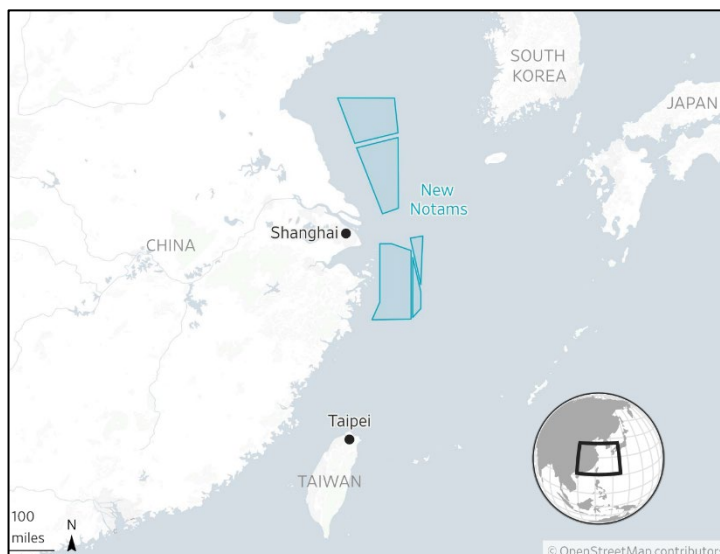 SOUTH
KOREA
JAPAN
New
Notams
Shanghai
CHINA
Taipei
TAIWAN
100
miles
N
© OpenStreetMap contributors